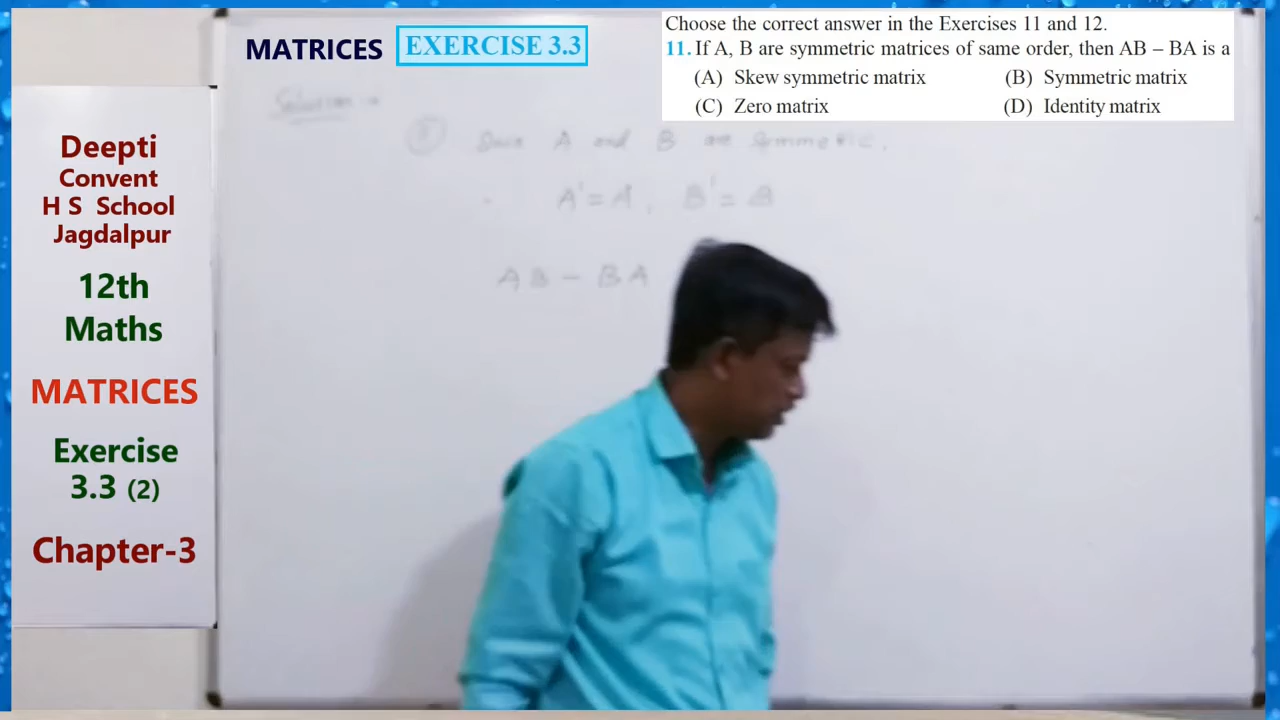 MATRICES EXERCISE 3.3
Choose the correct answer in the Exercises 11 and 12.
11. If A, B are symmetric matrices of same order, then AB – BA is a
(A) Skew symmetric matrix (B) Symmetric matrix
(C) Zero matrix (D) Identity matrix
Deepti
Convent
H S School
Jagdalpur
12th
Maths
MATRICES
Exercise
3.3 (2)
Chapter-3
Solution →
Since A and B are Symmetric,
A' = A, B' = B
AB – BA